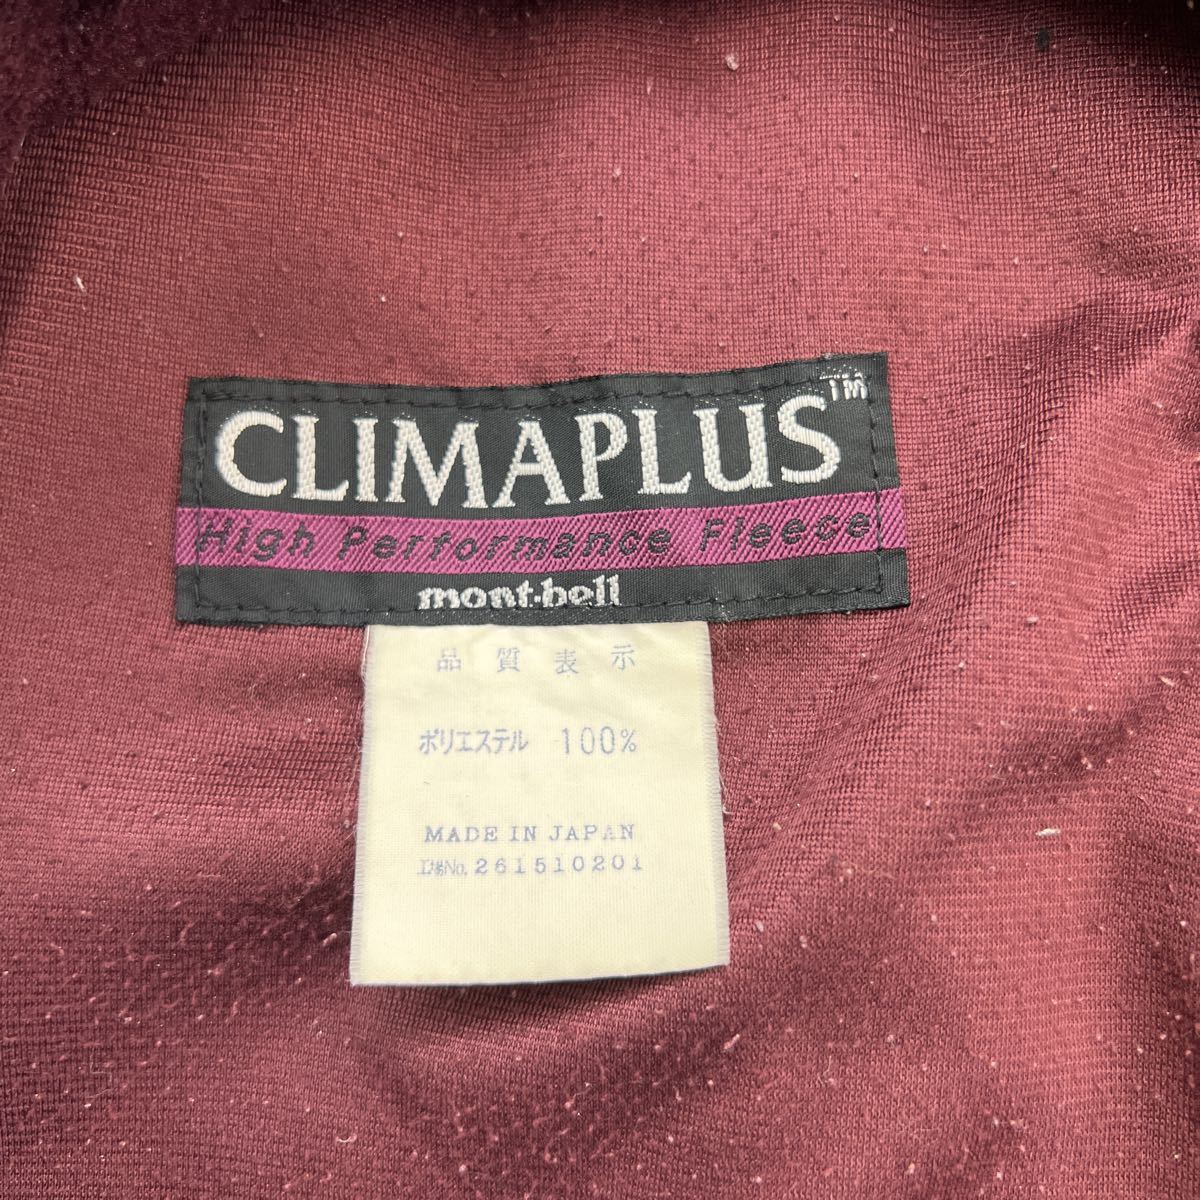 CLIMAPLUS™
High Performance Fleece
mont·bell
品質表示
ポリエステル 100%
MADE IN JAPAN
工番No. 261510201